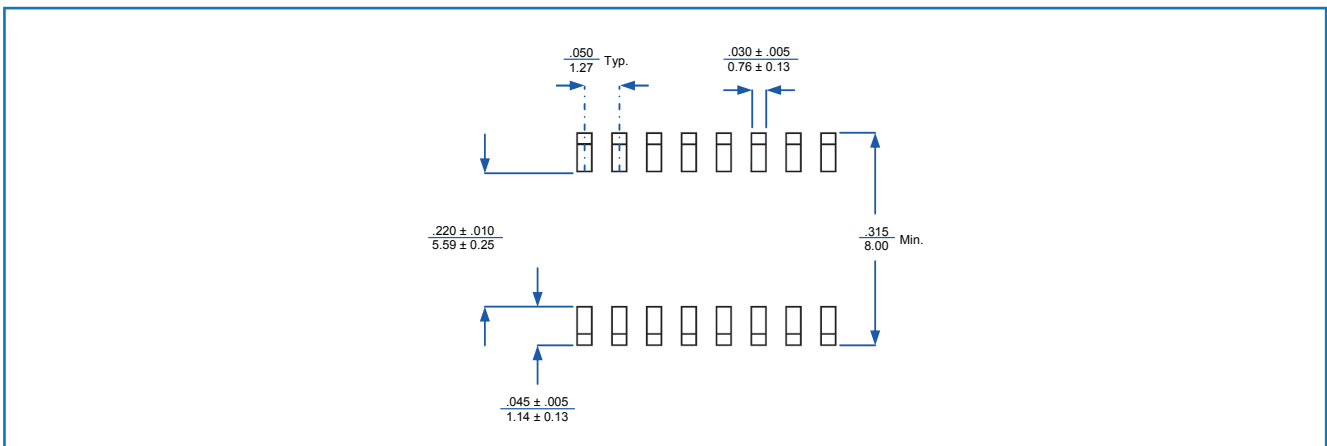 .050
1.27
Typ.
.030 ± .005
0.76 ± 0.13
.220 ± .010
5.59 ± 0.25
.315
8.00
Min.
.045 ± .005
1.14 ± 0.13